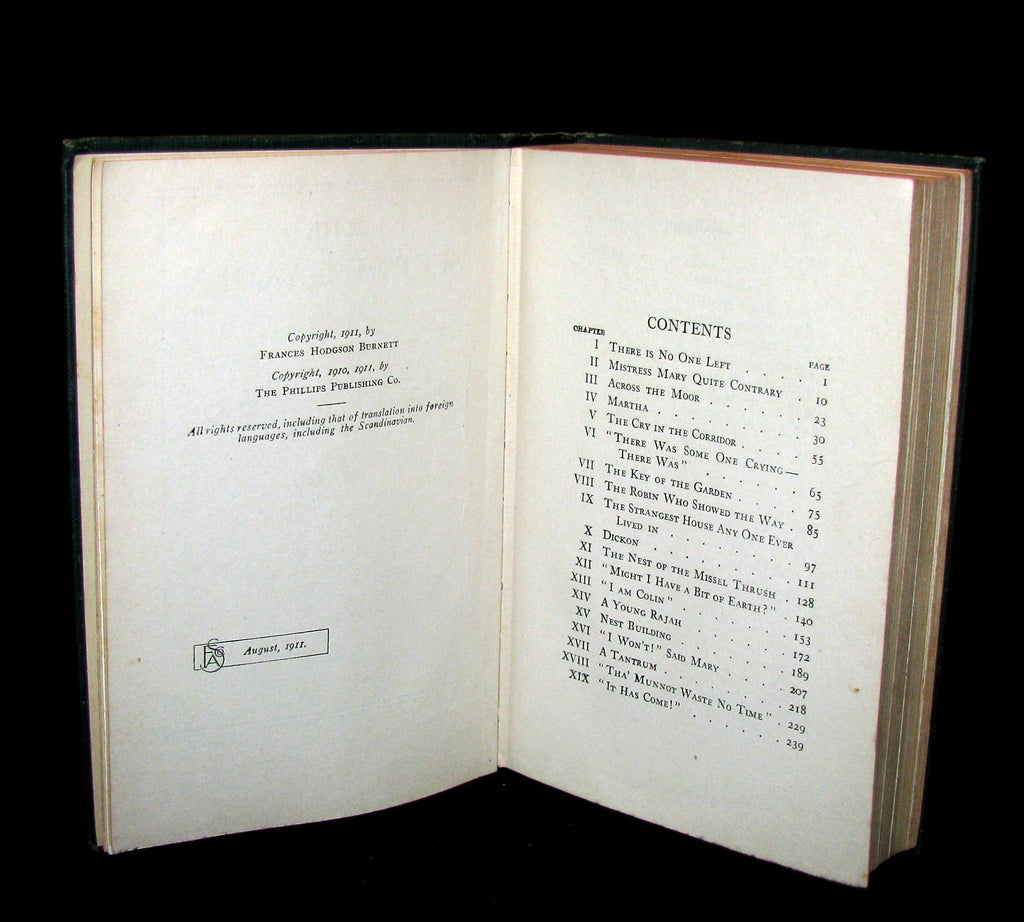 Copyright, 1911, by
FRANCES HODGSON BURNETT
Copyright, 1910, 1911, by
THE PHILLIPS PUBLISHING CO.
All rights reserved, including that of translation into foreign
languages, including the Scandinavian.
August, 1911.
CONTENTS
CHAPTER PAGE
I THERE IS NO ONE LEFT . . . . 1
II MISTRESS MARY QUITE CONTRARY . 10
III ACROSS THE MOOR . . . . . . 23
IV MARTHA . . . . . . . . 30
V THE CRY IN THE CORRIDOR . . . . 55
VI "THERE WAS SOME ONE CRYING—
THERE WAS" . . . . . . 65
VII THE KEY OF THE GARDEN . . . . 75
VIII THE ROBIN WHO SHOWED THE WAY . 85
IX THE STRANGEST HOUSE ANY ONE EVER
LIVED IN . . . . . . . 97
X DICKON . . . . . . . . 111
XI THE NEST OF THE MISSEL THRUSH . 128
XII "MIGHT I HAVE A BIT OF EARTH?" . 140
XIII "I AM COLIN" . . . . . . 153
XIV A YOUNG RAJAH . . . . . . 172
XV NEST BUILDING . . . . . . 189
XVI "I WON'T!" SAID MARY . . . . 207
XVII A TANTRUM . . . . . . . 218
XVIII "THA' MUNNOT WASTE NO TIME" . 229
XIX "IT HAS COME!" . . . . . . 239